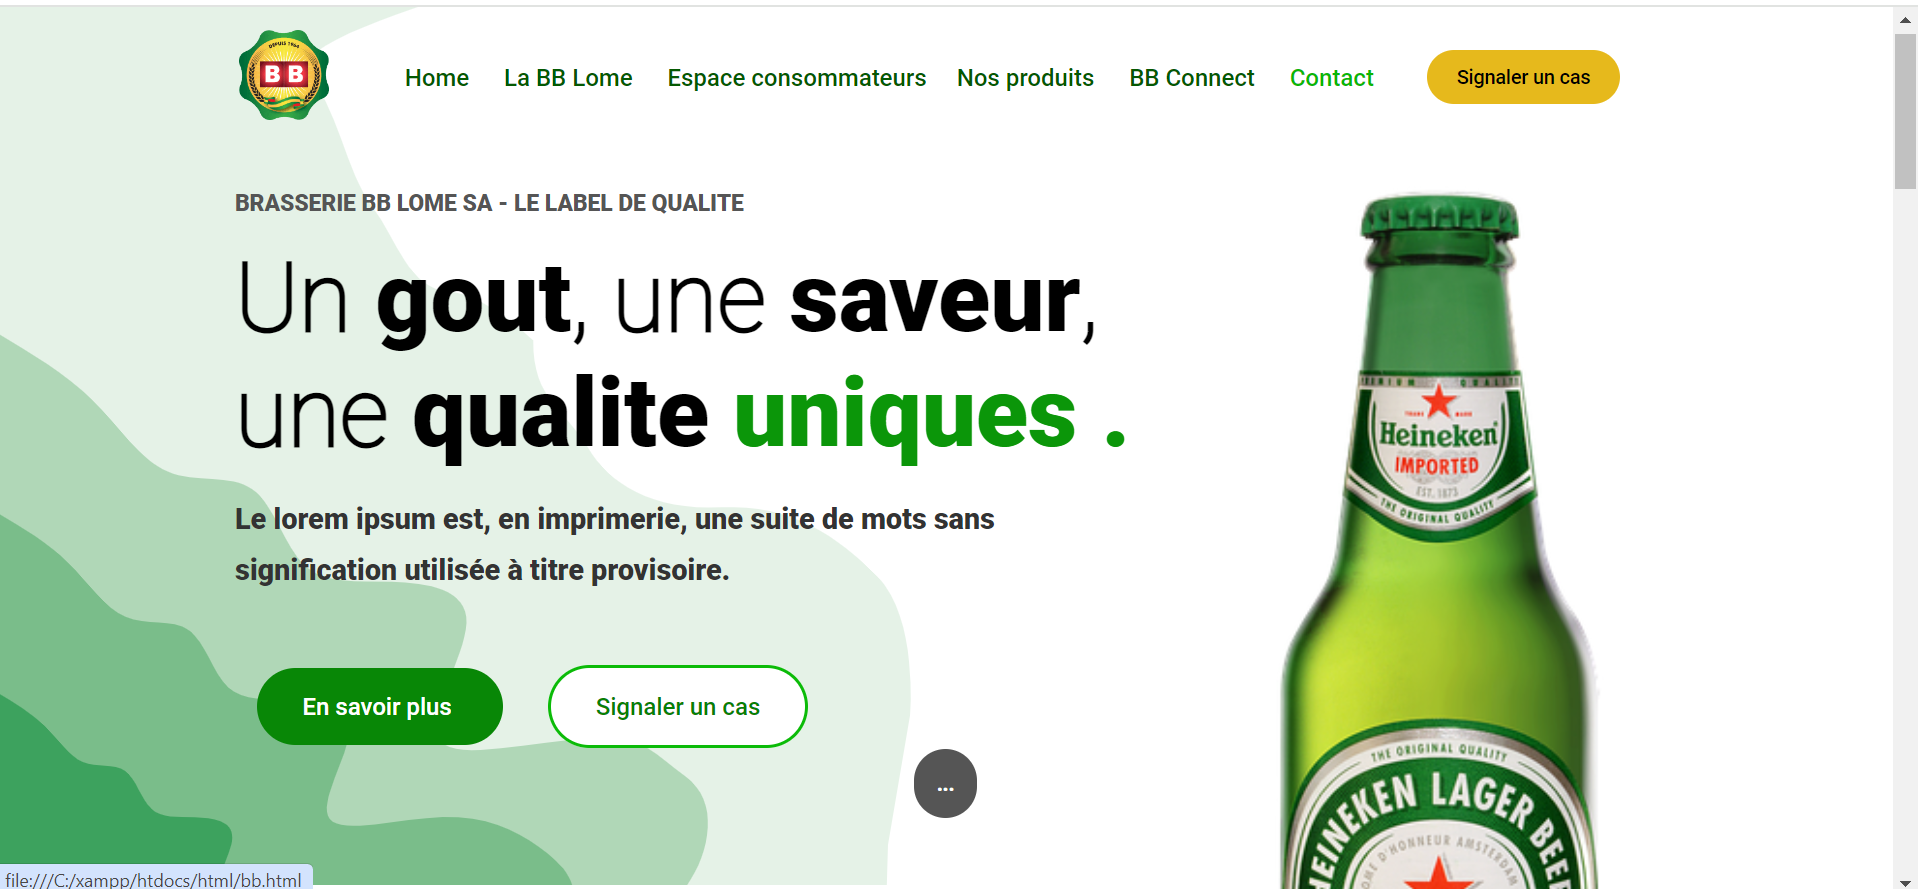 DEPUIS 1964
BB
Home La BB Lome Espace consommateurs Nos produits BB Connect Contact Signaler un cas
BRASSERIE BB LOME SA - LE LABEL DE QUALITE
Un gout, une saveur,
une qualite uniques .
Le lorem ipsum est, en imprimerie, une suite de mots sans
signification utilisée à titre provisoire.
En savoir plus Signaler un cas
...
PREMIUM QUALITY
TRADE MARK
Heineken
IMPORTED
EST. 1873
THE ORIGINAL QUALITY
THE ORIGINAL QUALITY
HEINEKEN LAGER BEER
D'HONNEUR AMSTERDAM
file:///C:/xampp/htdocs/html/bb.html